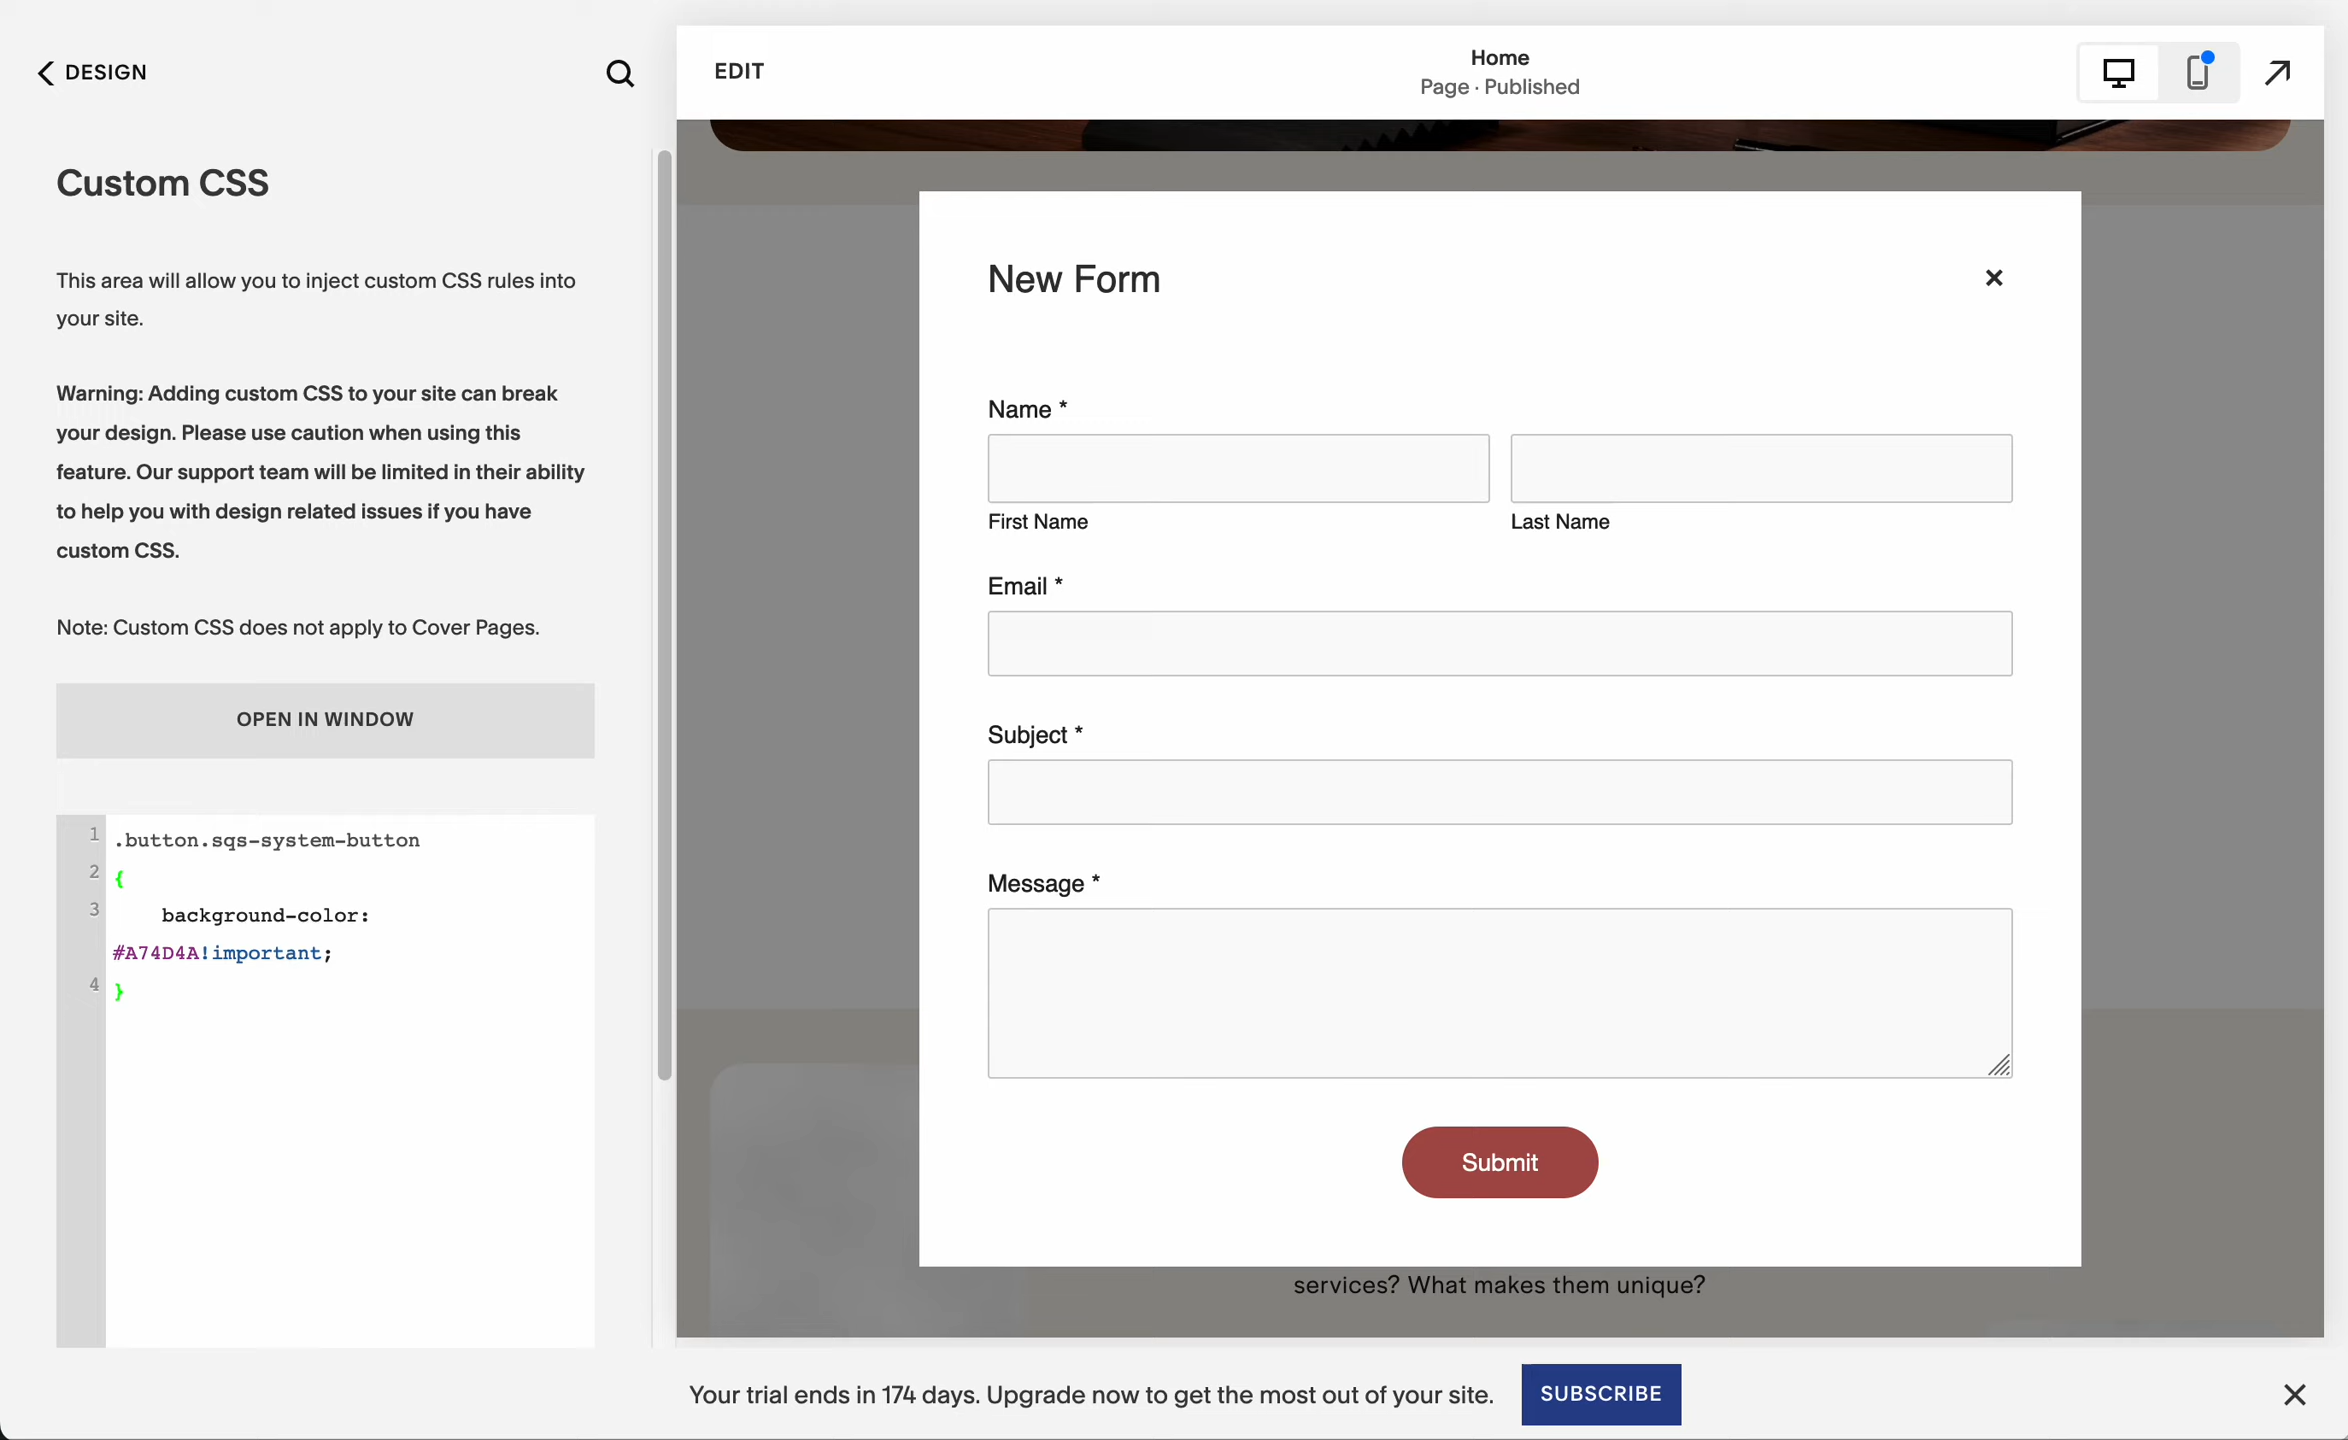 DESIGN
Custom CSS
This area will allow you to inject custom CSS rules into
your site.
Warning: Adding custom CSS to your site can break
your design. Please use caution when using this
feature. Our support team will be limited in their ability
to help you with design related issues if you have
custom CSS.
Note: Custom CSS does not apply to Cover Pages.
OPEN IN WINDOW
1 .button.sqs-system-button
2 {
3 background-color:
#A74D4A!important;
4 }
EDIT
Home
Page · Published
New Form
Name *
First Name
Last Name
Email *
Subject *
Message *
Submit
services? What makes them unique?
Your trial ends in 174 days. Upgrade now to get the most out of your site.
SUBSCRIBE